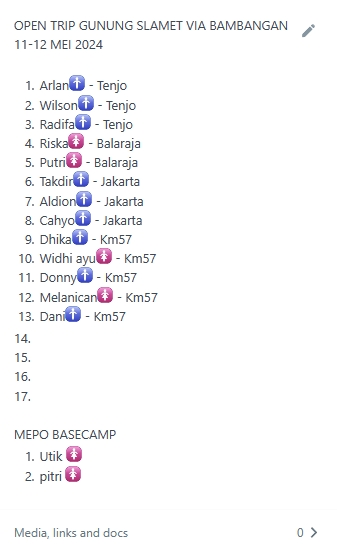 OPEN TRIP GUNUNG SLAMET VIA BAMBANGAN
11-12 MEI 2024
1. Arlan🚹 - Tenjo
2. Wilson🚹 - Tenjo
3. Radifa🚹 - Tenjo
4. Riska🚺 - Balaraja
5. Putri🚺 - Balaraja
6. Takdir🚹 - Jakarta
7. Aldion🚹 - Jakarta
8. Cahyo🚹 - Jakarta
9. Dhika🚹 - Km57
10. Widhi ayu🚺 - Km57
11. Donny🚹 - Km57
12. Melanican🚺 - Km57
13. Dani🚹 - Km57
14.
15.
16.
17.
MEPO BASECAMP
1. Utik 🚺
2. pitri 🚺
Media, links and docs 0 >